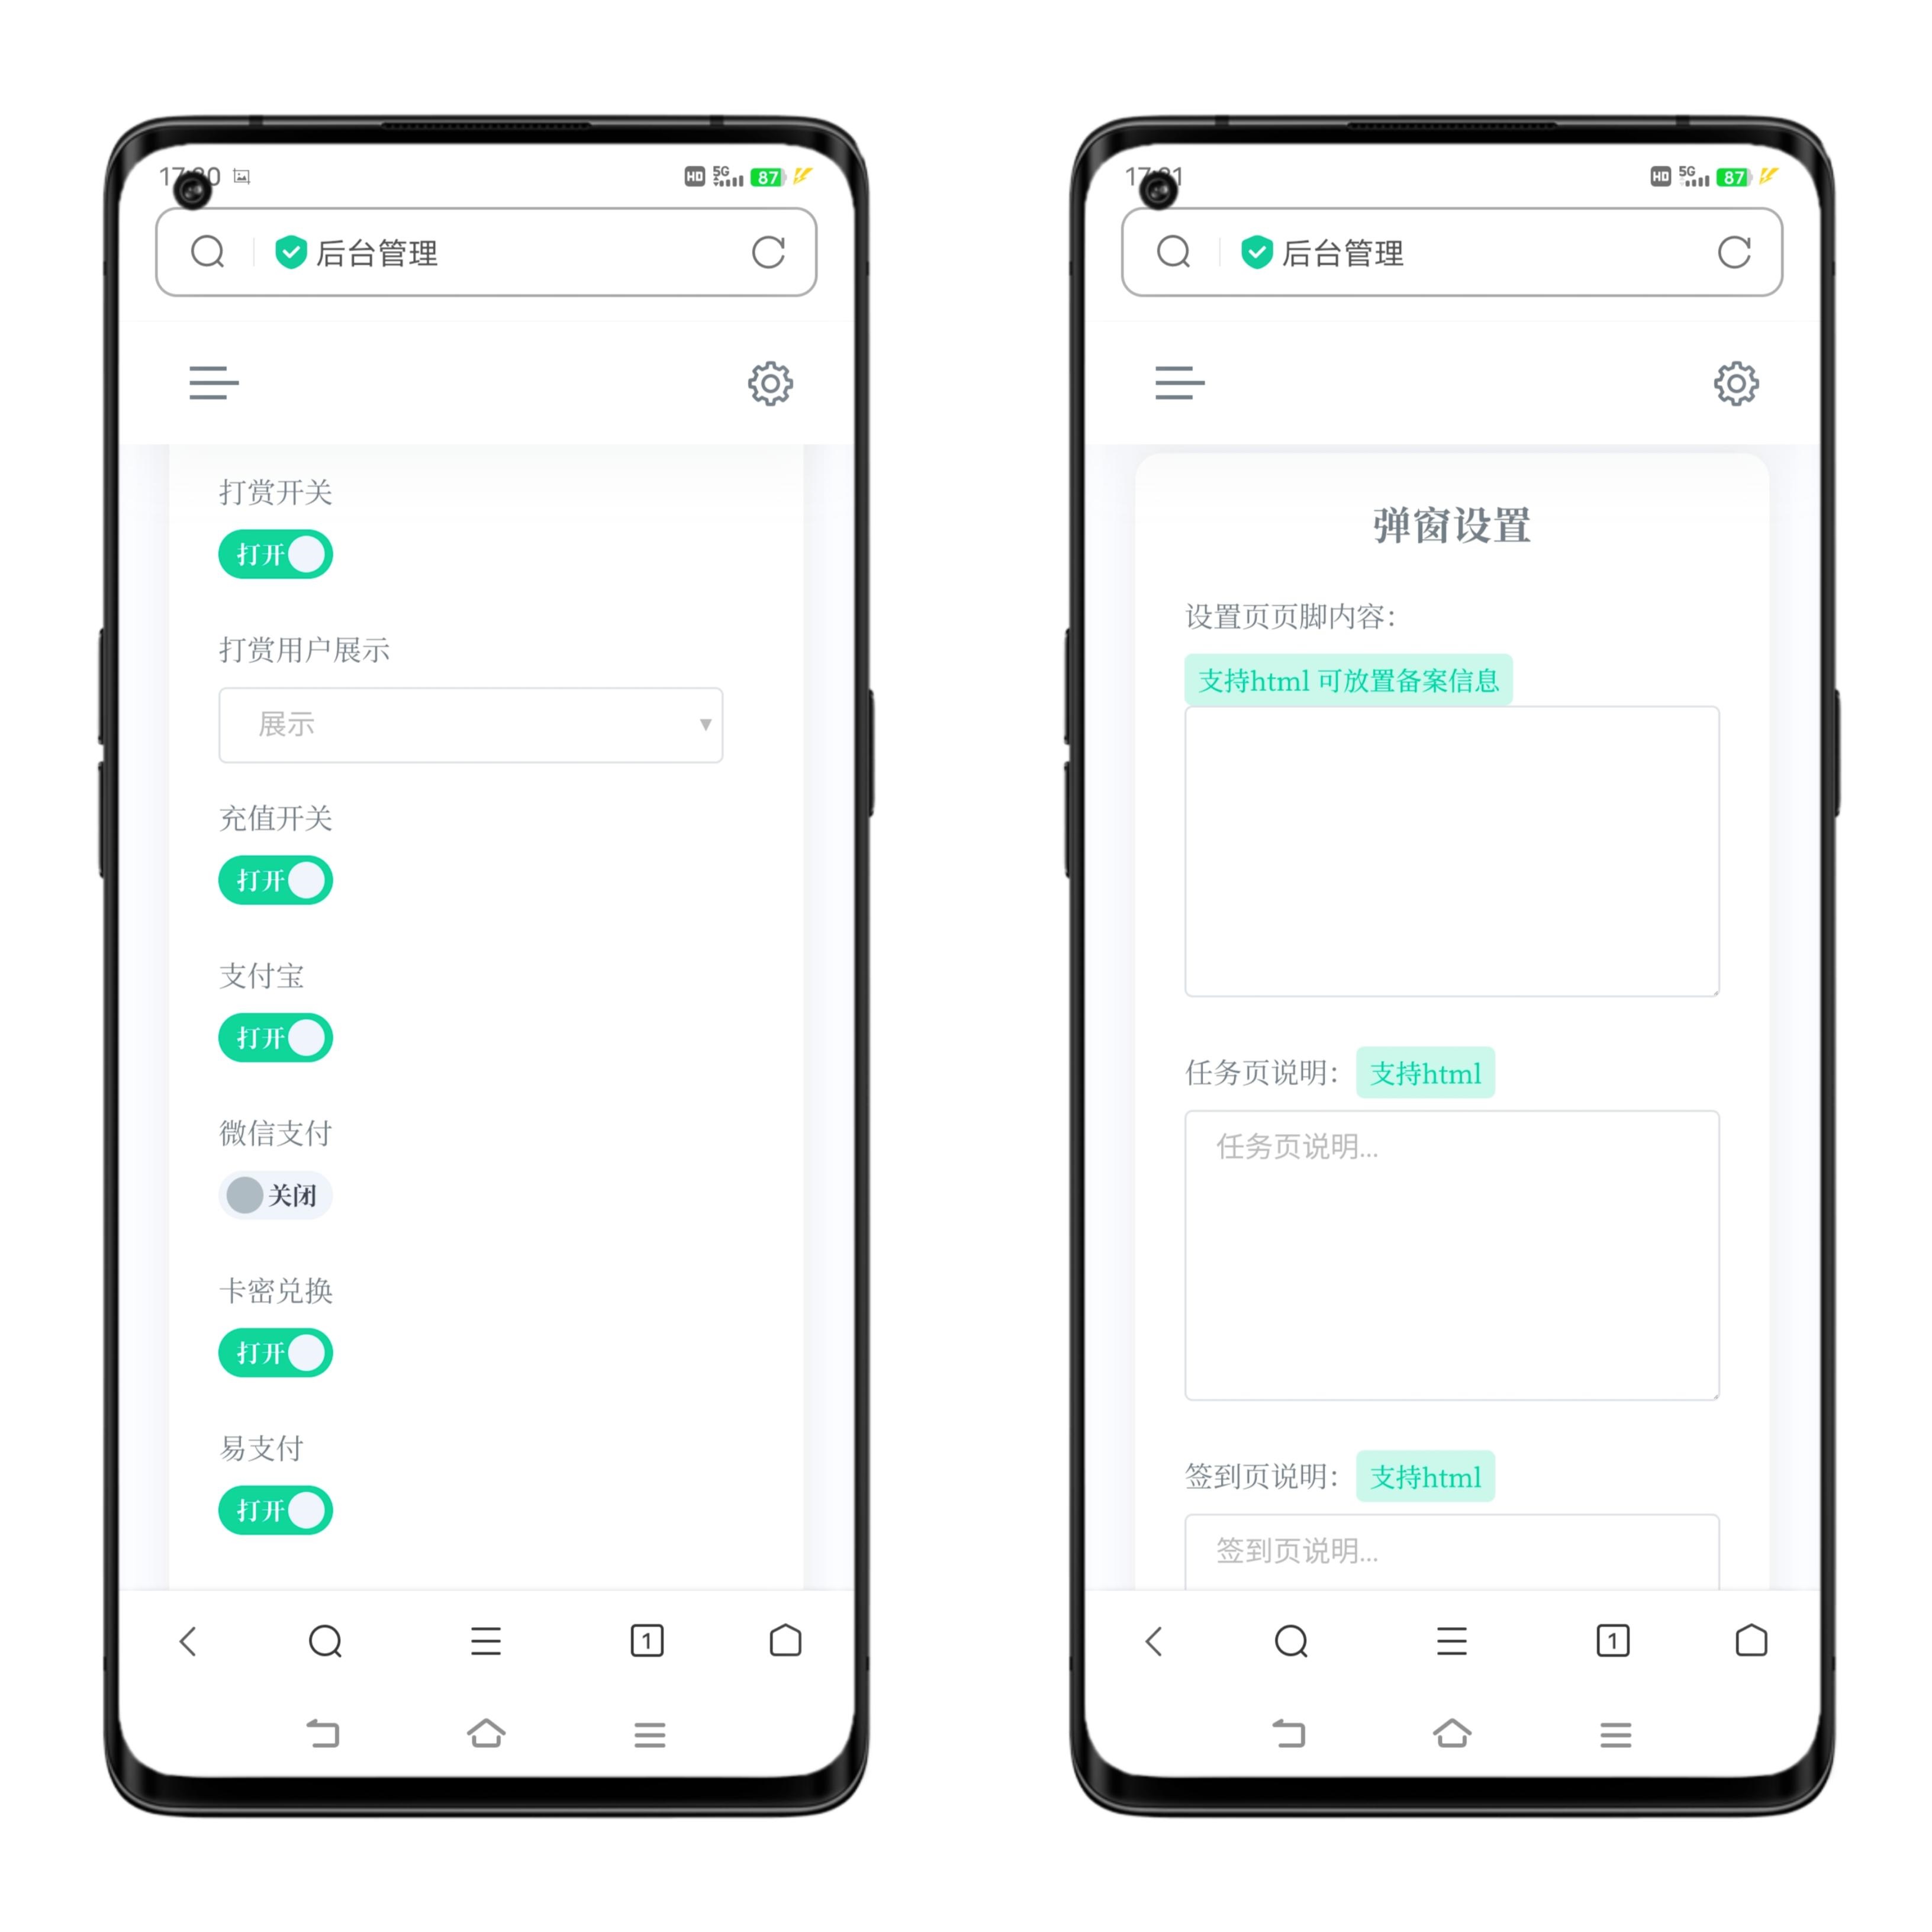 HD 5G 87
后台管理
打赏开关
打开
打赏用户展示
展示
充值开关
打开
支付宝
打开
微信支付
关闭
卡密兑换
打开
易支付
打开
1
HD 5G 87
后台管理
弹窗设置
设置页页脚内容：
支持html 可放置备案信息
任务页说明： 支持html
任务页说明...
签到页说明： 支持html
签到页说明...
1